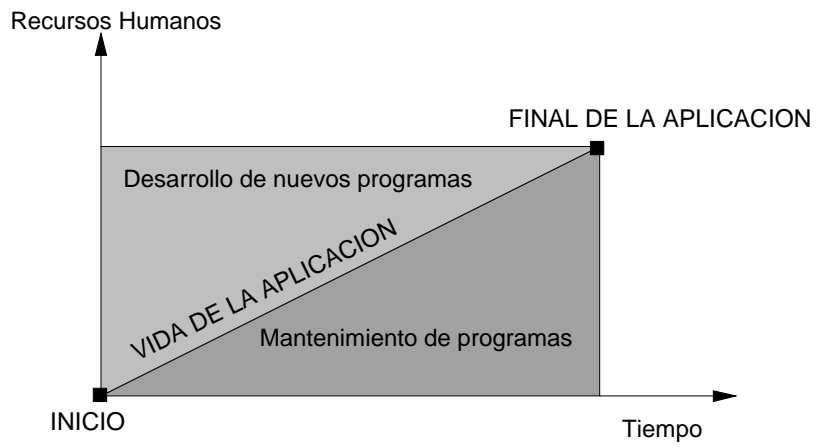 Recursos Humanos
FINAL DE LA APLICACION
Desarrollo de nuevos programas
VIDA DE LA APLICACION
Mantenimiento de programas
INICIO
Tiempo